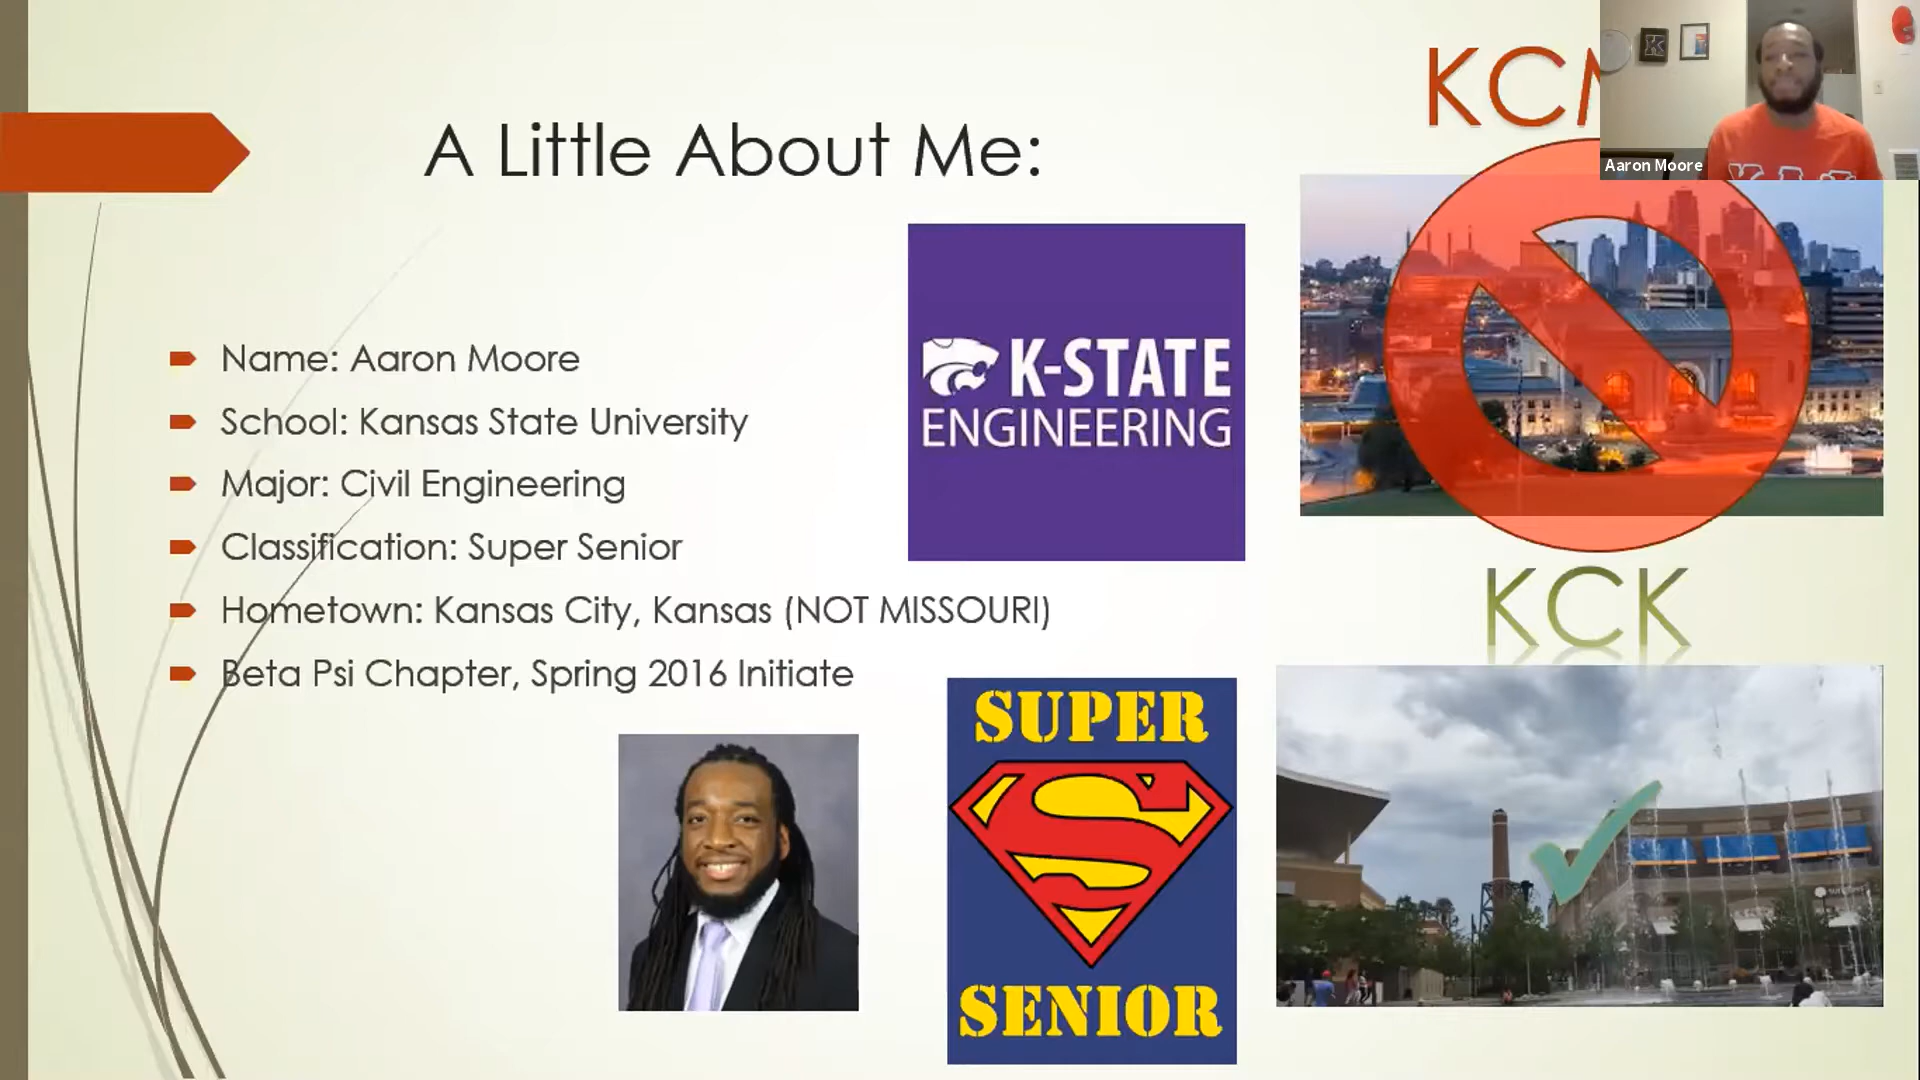 A Little About Me:
Name: Aaron Moore
School: Kansas State University
Major: Civil Engineering
Classification: Super Senior
Hometown: Kansas City, Kansas (NOT MISSOURI)
Beta Psi Chapter, Spring 2016 Initiate
K-STATE
ENGINEERING
SUPER
S
SENIOR
KCM
Aaron Moore
KCK